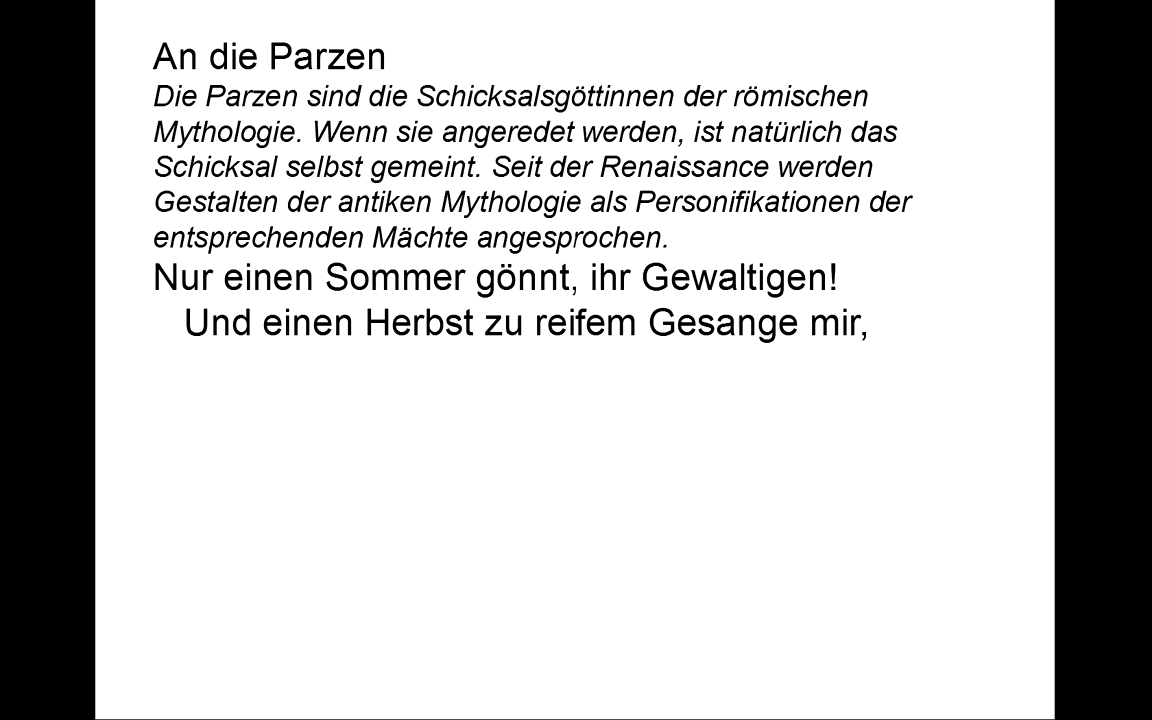 An die Parzen
Die Parzen sind die Schicksalsgöttinnen der römischen
Mythologie. Wenn sie angeredet werden, ist natürlich das
Schicksal selbst gemeint. Seit der Renaissance werden
Gestalten der antiken Mythologie als Personifikationen der
entsprechenden Mächte angesprochen.
Nur einen Sommer gönnt, ihr Gewaltigen!
Und einen Herbst zu reifem Gesange mir,